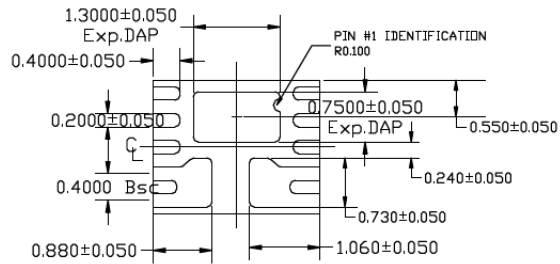 1.3000±0.050
Exp.DAP
PIN #1 IDENTIFICATION
R0.100
0.4000±0.050
0.7500±0.050
Exp.DAP
0.550±0.050
0.2000±0.050
C L
0.240±0.050
0.4000 Bsc
0.730±0.050
0.880±0.050
1.060±0.050